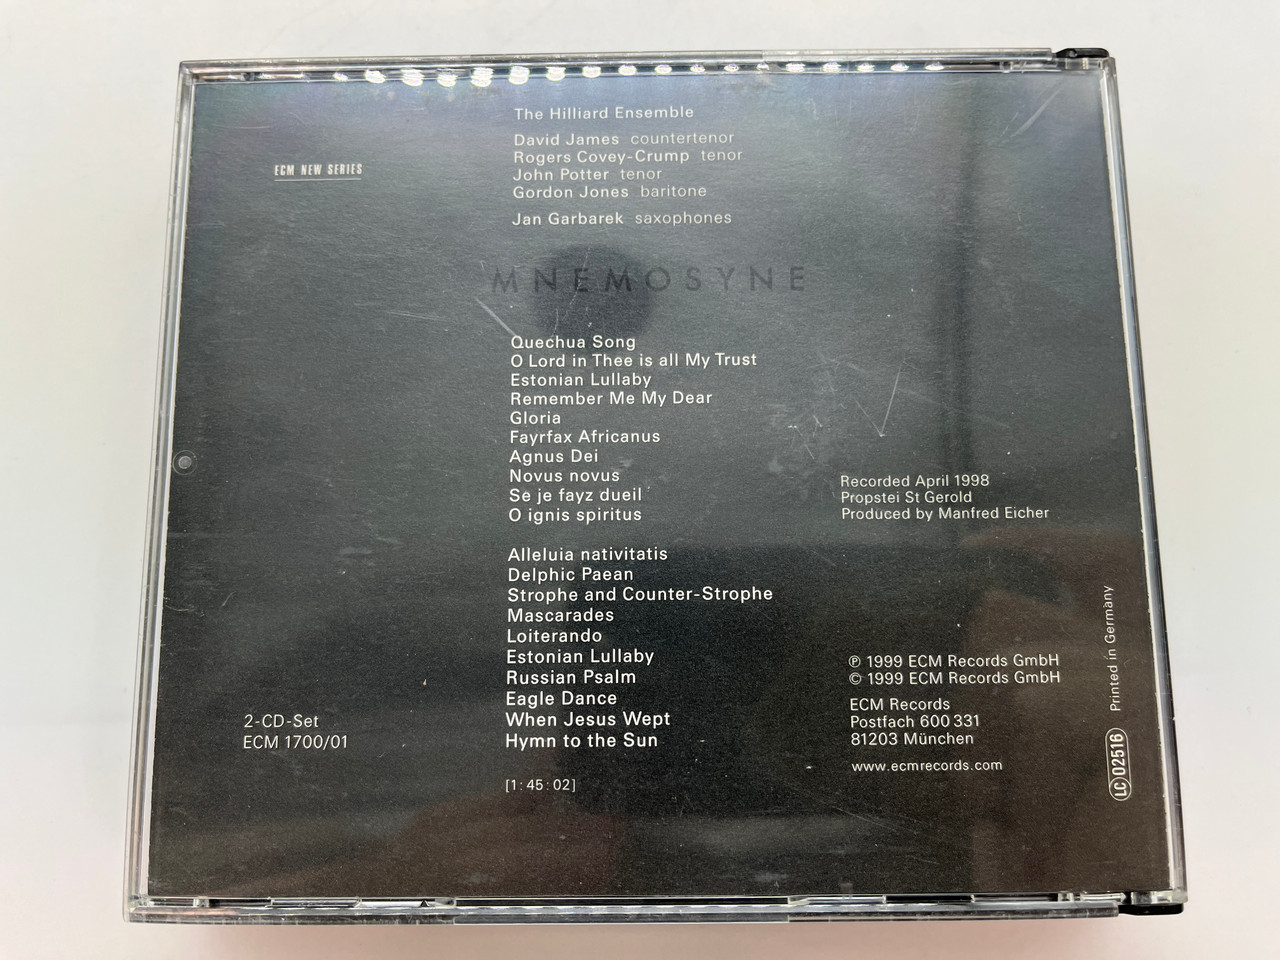 The Hilliard Ensemble
David James countertenor
Rogers Covey-Crump tenor
John Potter tenor
Gordon Jones baritone
Jan Garbarek saxophones
ECM NEW SERIES
MNEMOSYNE
Quechua Song
O Lord in Thee is all My Trust
Estonian Lullaby
Remember Me My Dear
Gloria
Fayrfax Africanus
Agnus Dei
Novus novus
Se je fayz dueil
O ignis spiritus
Alleluia nativitatis
Delphic Paean
Strophe and Counter-Strophe
Mascarades
Loiterando
Estonian Lullaby
Russian Psalm
Eagle Dance
When Jesus Wept
Hymn to the Sun
[1:45:02]
2-CD-Set
ECM 1700/01
Recorded April 1998
Propstei St Gerold
Produced by Manfred Eicher
℗ 1999 ECM Records GmbH
© 1999 ECM Records GmbH
ECM Records
Postfach 600 331
81203 München
www.ecmrecords.com
Printed in Germany
LC 02516